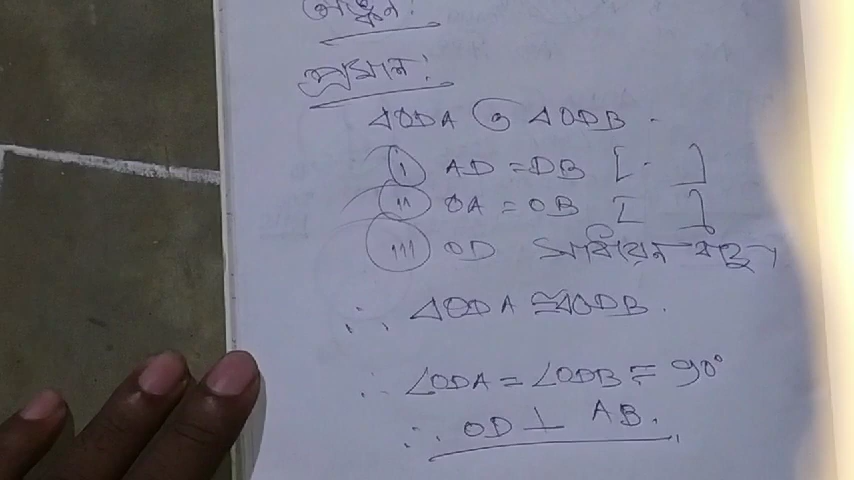 অঙ্কন:
প্রমান:
△ODA ও △ODB.
(i) AD = DB [. ]
(ii) OA = OB [ ]
(iii) OD সাধারন বাহু।
∴ △ODA ≅ △ODB.
∴ ∠ODA = ∠ODB = 90°
∴ OD ⊥ AB.